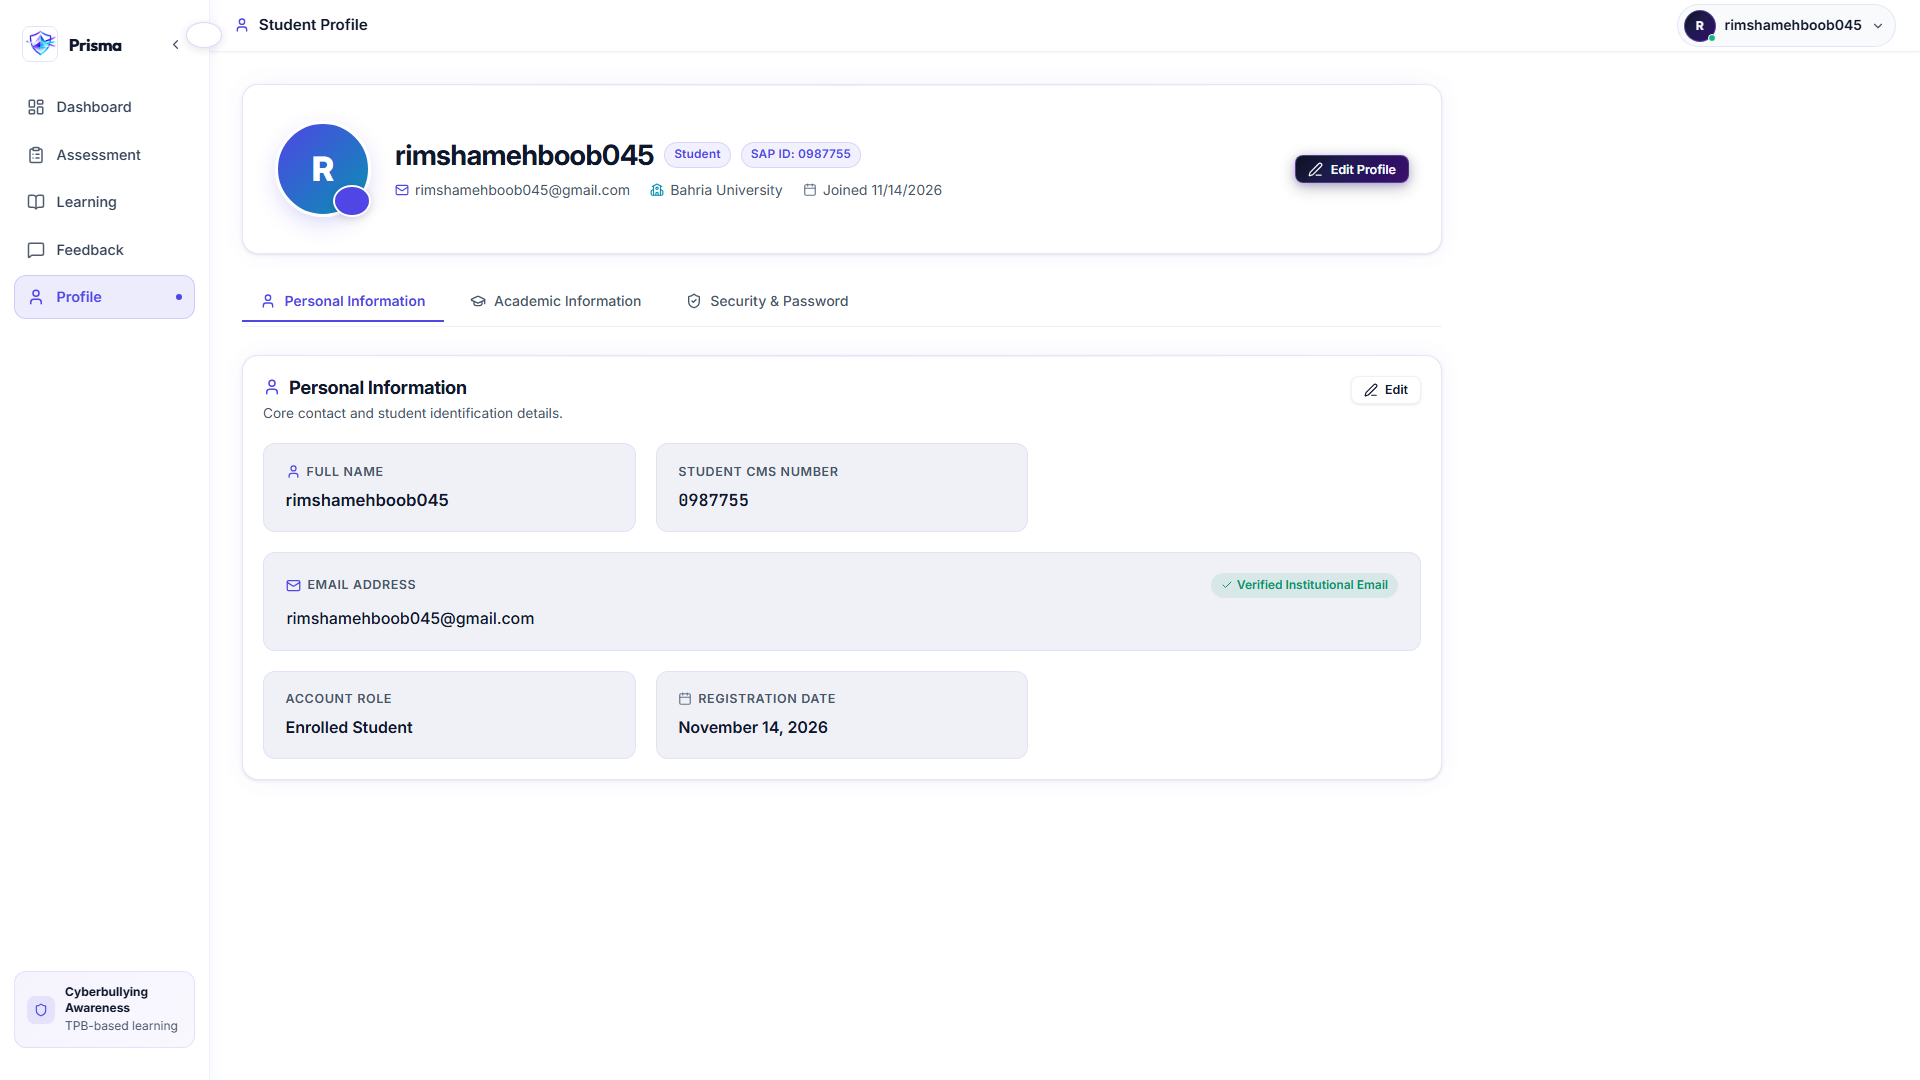 Prisma
Student Profile
R
rimshamehboob045
Dashboard
Assessment
Learning
Feedback
Profile
R
rimshamehboob045
Student
SAP ID: 0987755
rimshamehboob045@gmail.com
Bahria University
Joined 11/14/2026
Edit Profile
Personal Information
Academic Information
Security & Password
Personal Information
Edit
Core contact and student identification details.
FULL NAME
rimshamehboob045
STUDENT CMS NUMBER
0987755
EMAIL ADDRESS
Verified Institutional Email
rimshamehboob045@gmail.com
ACCOUNT ROLE
Enrolled Student
REGISTRATION DATE
November 14, 2026
Cyberbullying
Awareness
TPB-based learning